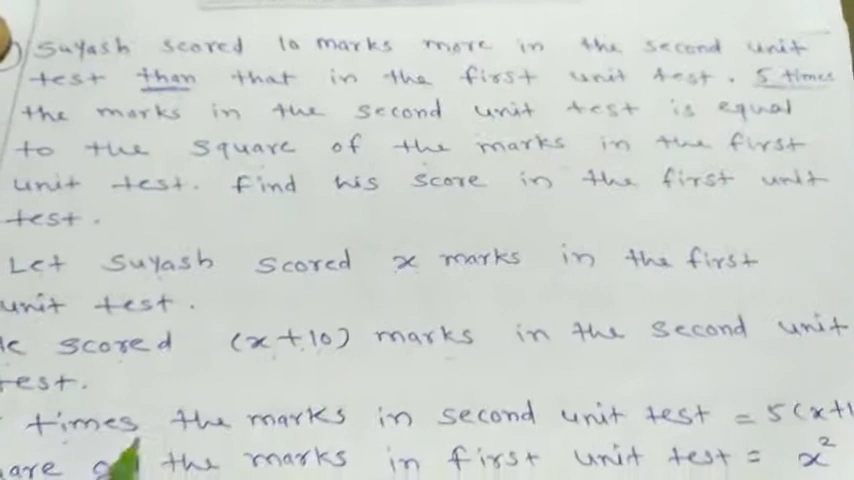 Suyash scored 10 marks more in the second unit
test than that in the first unit test. 5 times
the marks in the second unit test is equal
to the square of the marks in the first
unit test. Find his score in the first unit
test.
Let Suyash scored x marks in the first
unit test.
scored (x+10) marks in the second unit
test.
times the marks in second unit test = 5(x+1
the marks in first unit test = x²